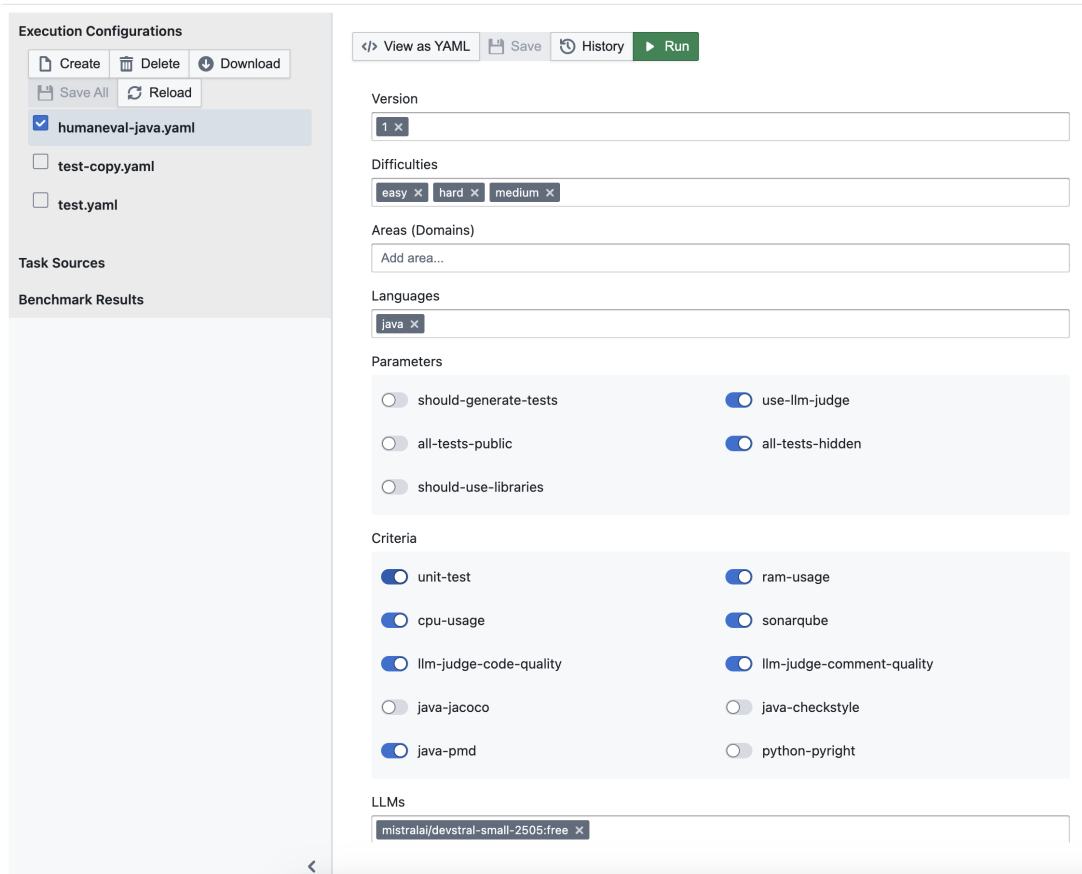 Execution Configurations
Create Delete Download
Save All Reload
humaneval-java.yaml
test-copy.yaml
test.yaml
Task Sources
Benchmark Results
</> View as YAML Save History Run
Version
1 ×
Difficulties
easy × hard × medium ×
Areas (Domains)
Add area...
Languages
java ×
Parameters
should-generate-tests use-llm-judge
all-tests-public all-tests-hidden
should-use-libraries
Criteria
unit-test ram-usage
cpu-usage sonarqube
llm-judge-code-quality llm-judge-comment-quality
java-jacoco java-checkstyle
java-pmd python-pyright
LLMs
mistralai/devstral-small-2505:free ×